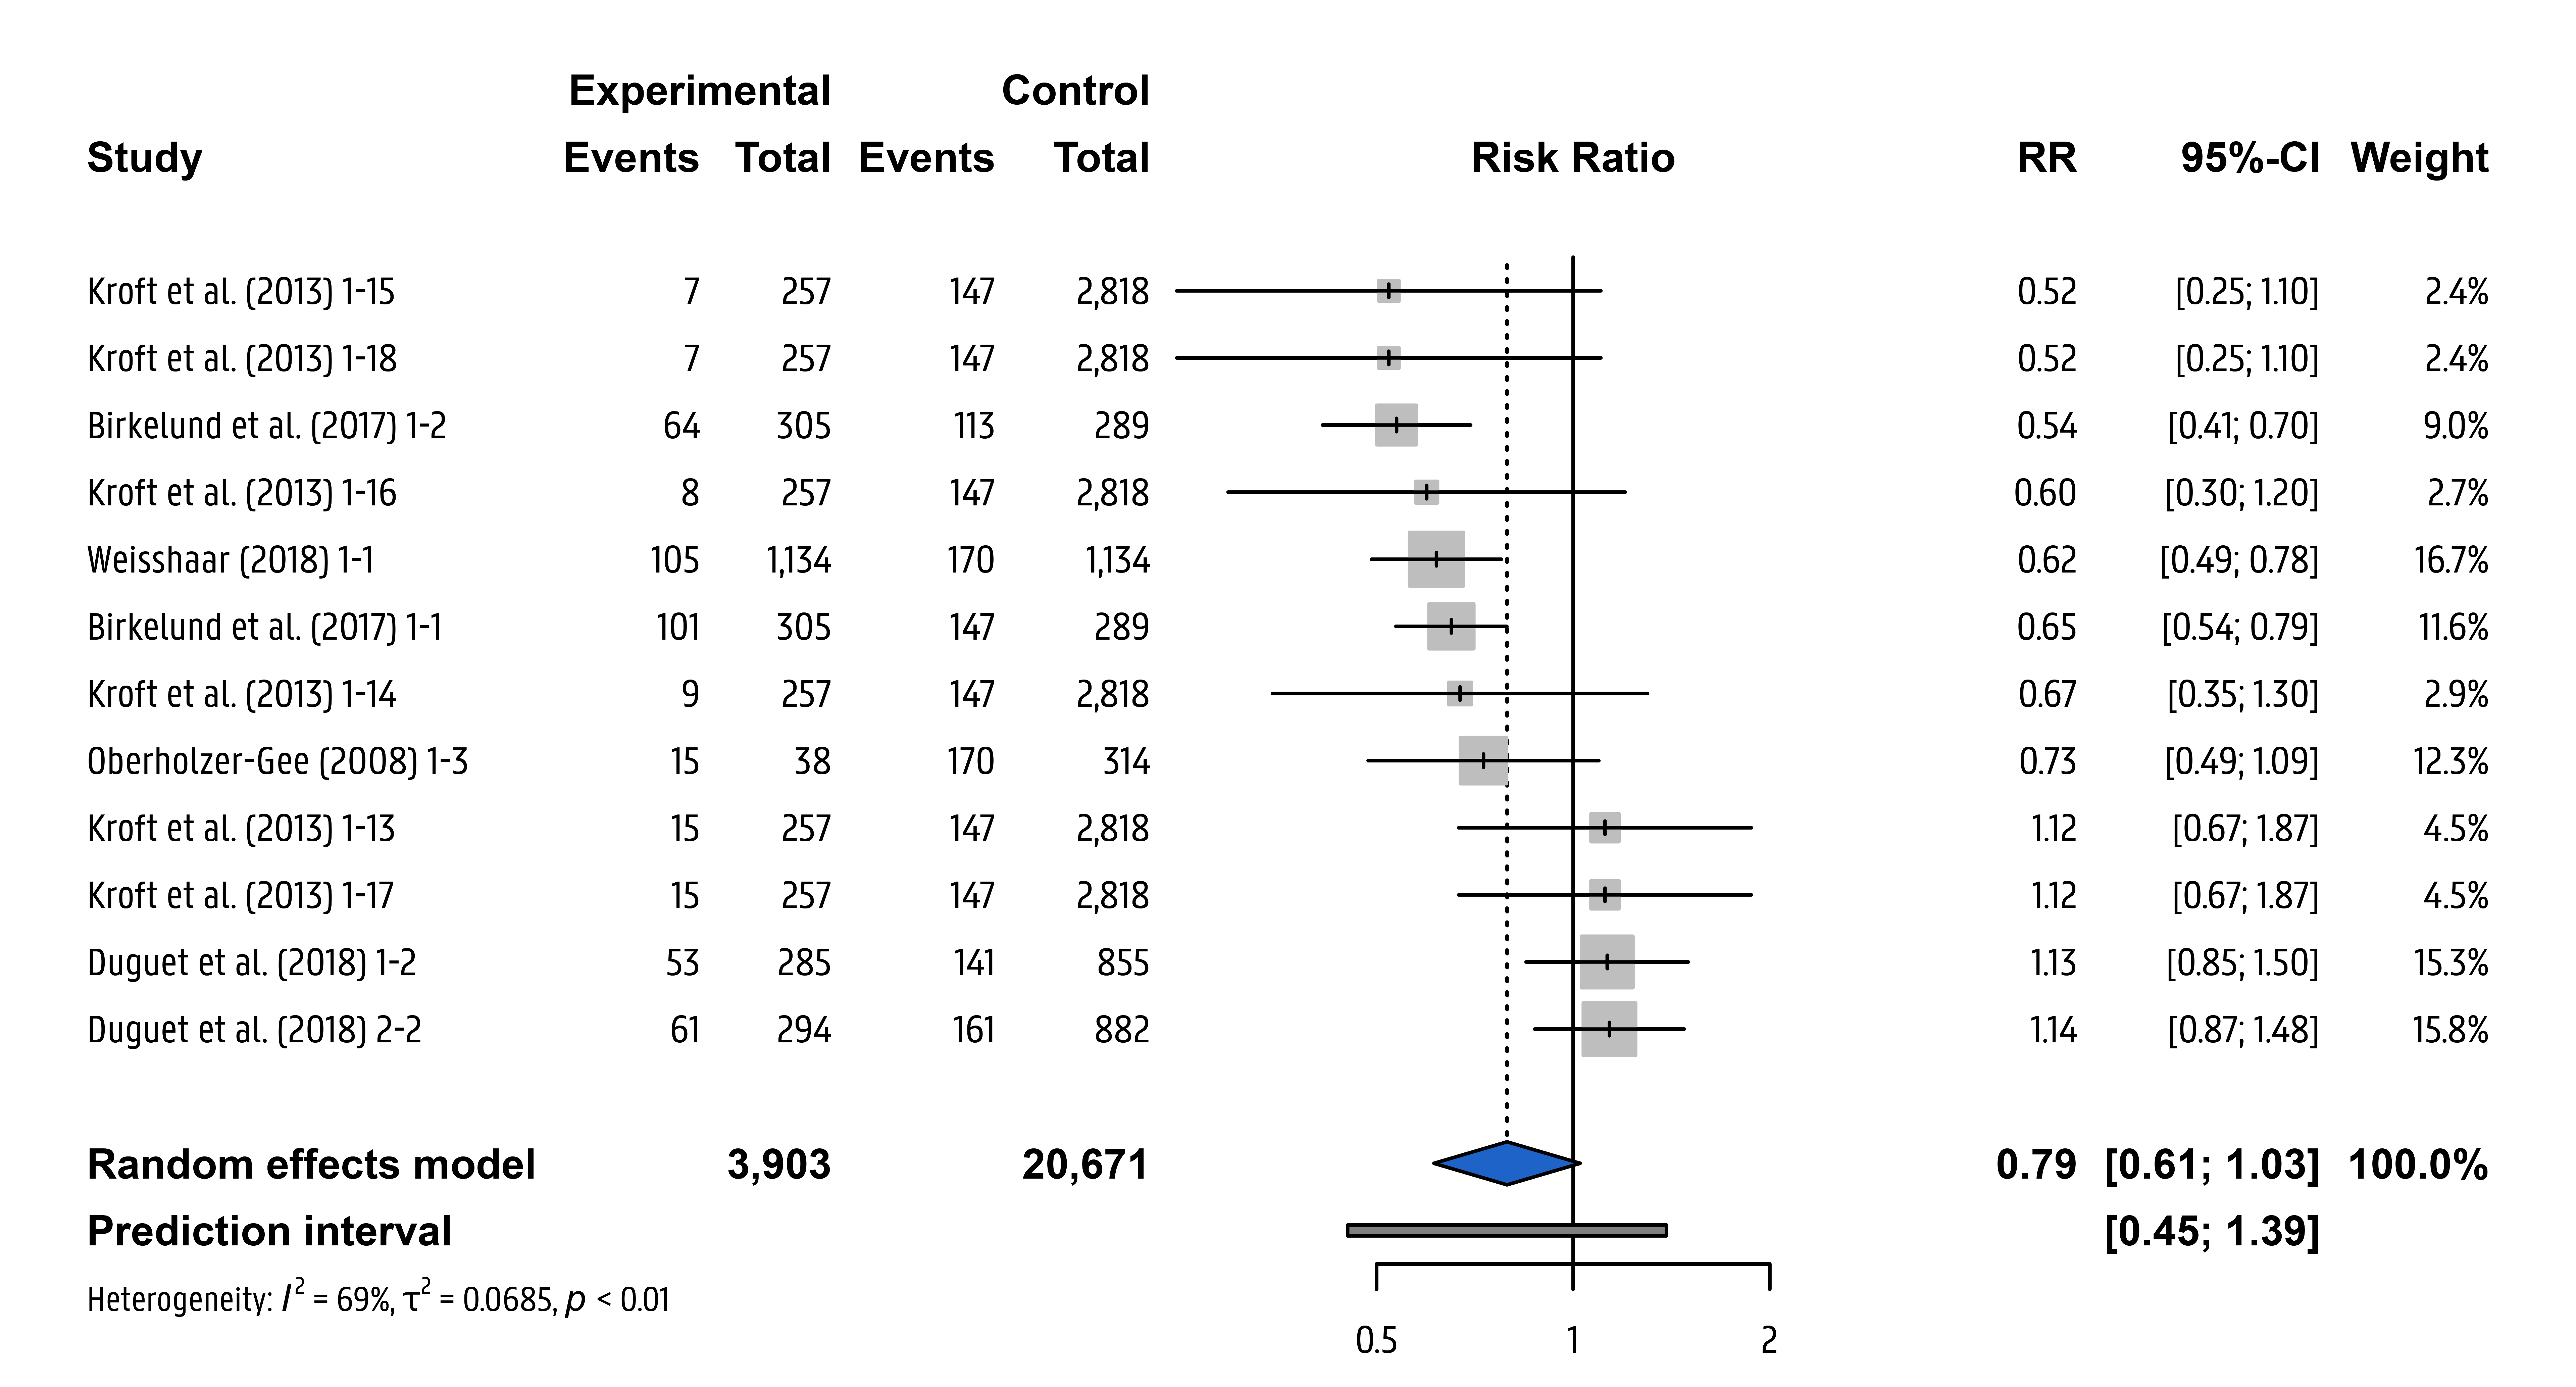 Experimental Control
Study Events Total Events Total Risk Ratio RR 95%-CI Weight
Kroft et al. (2013) 1-15 7 257 147 2,818 0.52 [0.25; 1.10] 2.4%
Kroft et al. (2013) 1-18 7 257 147 2,818 0.52 [0.25; 1.10] 2.4%
Birkelund et al. (2017) 1-2 64 305 113 289 0.54 [0.41; 0.70] 9.0%
Kroft et al. (2013) 1-16 8 257 147 2,818 0.60 [0.30; 1.20] 2.7%
Weisshaar (2018) 1-1 105 1,134 170 1,134 0.62 [0.49; 0.78] 16.7%
Birkelund et al. (2017) 1-1 101 305 147 289 0.65 [0.54; 0.79] 11.6%
Kroft et al. (2013) 1-14 9 257 147 2,818 0.67 [0.35; 1.30] 2.9%
Oberholzer-Gee (2008) 1-3 15 38 170 314 0.73 [0.49; 1.09] 12.3%
Kroft et al. (2013) 1-13 15 257 147 2,818 1.12 [0.67; 1.87] 4.5%
Kroft et al. (2013) 1-17 15 257 147 2,818 1.12 [0.67; 1.87] 4.5%
Duguet et al. (2018) 1-2 53 285 141 855 1.13 [0.85; 1.50] 15.3%
Duguet et al. (2018) 2-2 61 294 161 882 1.14 [0.87; 1.48] 15.8%
Random effects model 3,903 20,671 0.79 [0.61; 1.03] 100.0%
Prediction interval [0.45; 1.39]
Heterogeneity: I² = 69%, τ² = 0.0685, p < 0.01
0.5 1 2